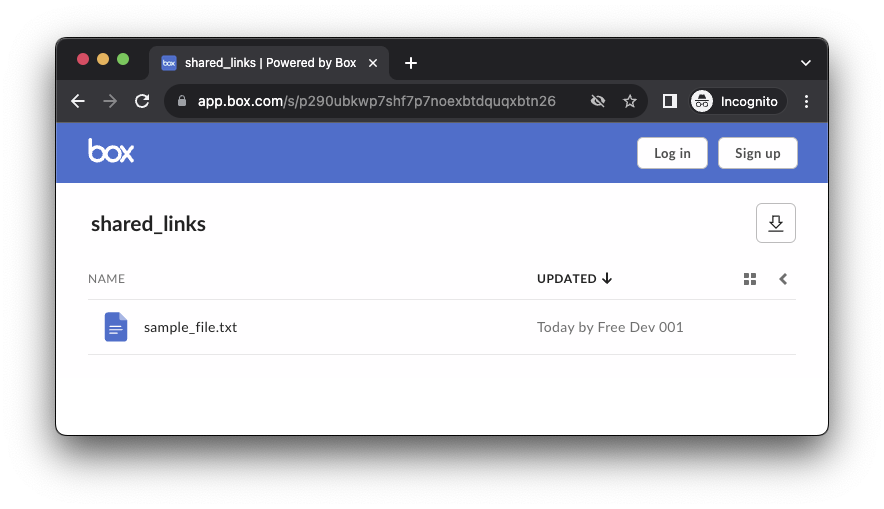 box shared_links | Powered by Box
app.box.com/s/p290ubkwp7shf7p7noexbtdquqxbtn26 Incognito
box Log in Sign up
shared_links
NAME UPDATED
sample_file.txt Today by Free Dev 001